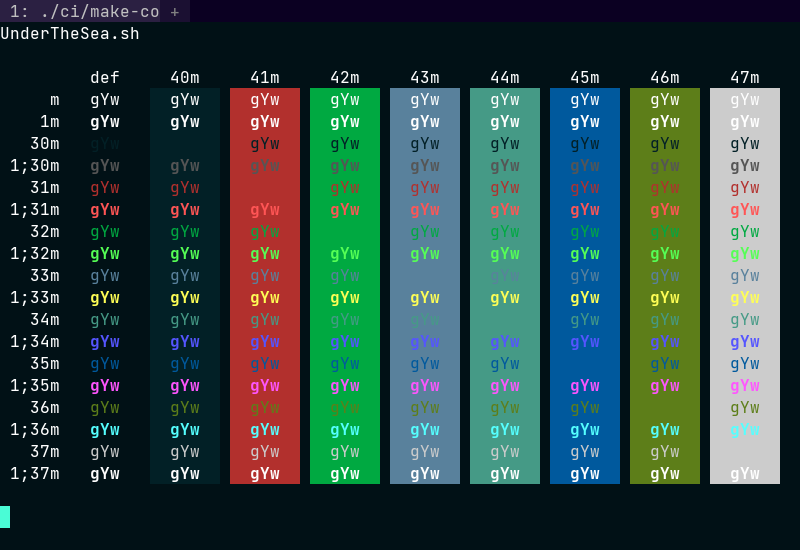 1: ./ci/make-co +
UnderTheSea.sh
def 40m 41m 42m 43m 44m 45m 46m 47m
m gYw gYw gYw gYw gYw gYw gYw gYw gYw
1m gYw gYw gYw gYw gYw gYw gYw gYw gYw
30m gYw gYw gYw gYw gYw gYw gYw gYw
1;30m gYw gYw gYw gYw gYw gYw gYw gYw gYw
31m gYw gYw gYw gYw gYw gYw gYw gYw
1;31m gYw gYw gYw gYw gYw gYw gYw gYw gYw
32m gYw gYw gYw gYw gYw gYw gYw gYw
1;32m gYw gYw gYw gYw gYw gYw gYw gYw gYw
33m gYw gYw gYw gYw gYw gYw gYw gYw
1;33m gYw gYw gYw gYw gYw gYw gYw gYw gYw
34m gYw gYw gYw gYw gYw gYw gYw gYw
1;34m gYw gYw gYw gYw gYw gYw gYw gYw gYw
35m gYw gYw gYw gYw gYw gYw gYw gYw
1;35m gYw gYw gYw gYw gYw gYw gYw gYw gYw
36m gYw gYw gYw gYw gYw gYw gYw gYw
1;36m gYw gYw gYw gYw gYw gYw gYw gYw gYw
37m gYw gYw gYw gYw gYw gYw gYw gYw
1;37m gYw gYw gYw gYw gYw gYw gYw gYw gYw